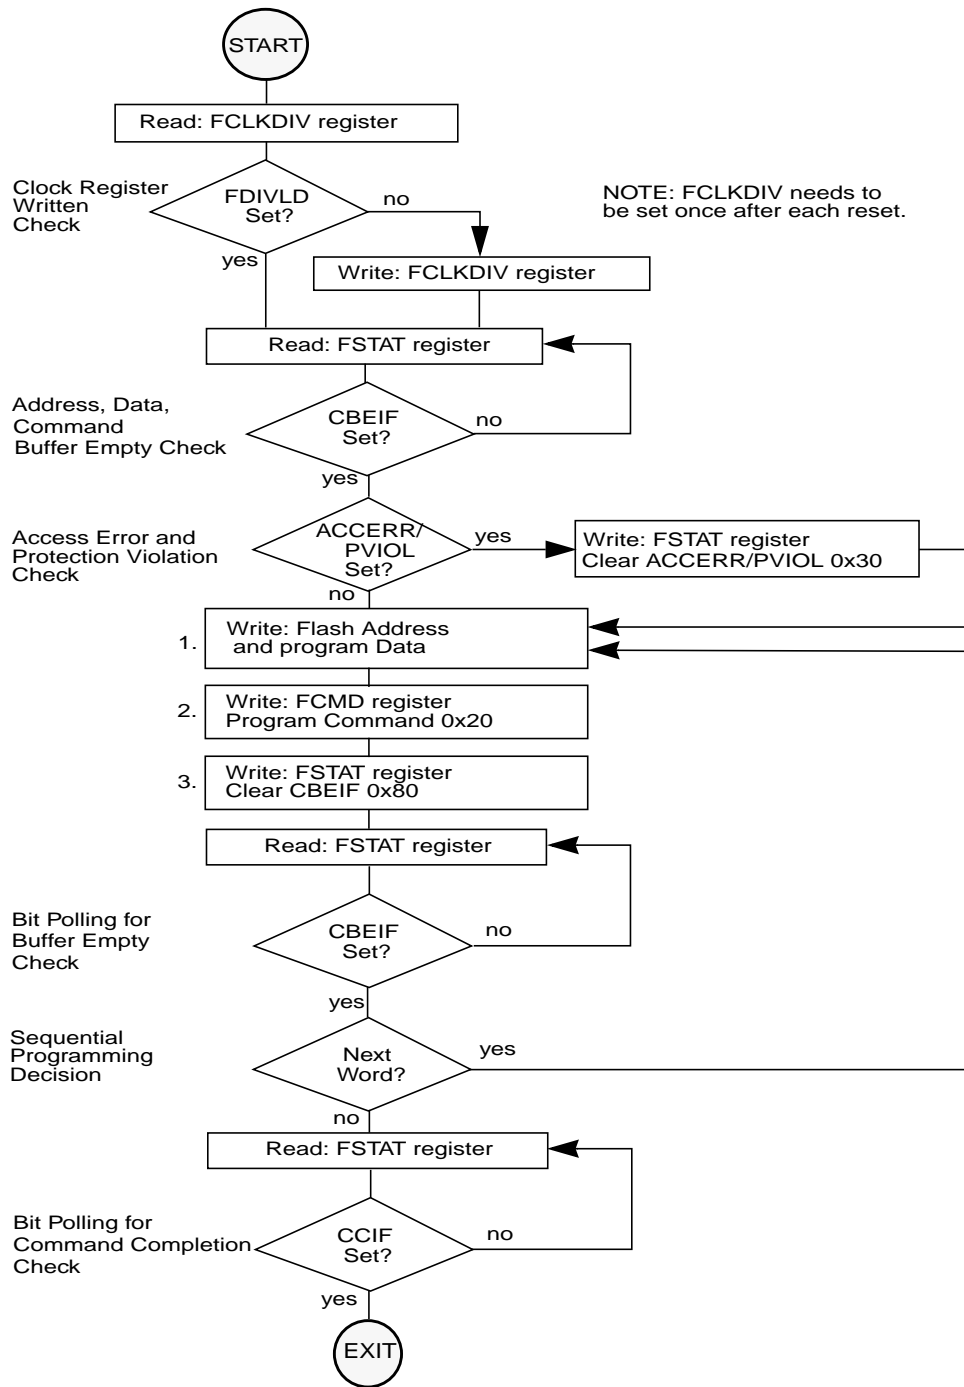 START
Read: FCLKDIV register
Clock Register
Written
Check
FDIVLD
Set?
no
yes
NOTE: FCLKDIV needs to
be set once after each reset.
Write: FCLKDIV register
Read: FSTAT register
Address, Data,
Command
Buffer Empty Check
CBEIF
Set?
no
yes
Access Error and
Protection Violation
Check
ACCERR/
PVIOL
Set?
yes
no
Write: FSTAT register
Clear ACCERR/PVIOL 0x30
1.
Write: Flash Address
and program Data
2.
Write: FCMD register
Program Command 0x20
3.
Write: FSTAT register
Clear CBEIF 0x80
Read: FSTAT register
Bit Polling for
Buffer Empty
Check
CBEIF
Set?
no
yes
Sequential
Programming
Decision
Next
Word?
yes
no
Read: FSTAT register
Bit Polling for
Command Completion
Check
CCIF
Set?
no
yes
EXIT